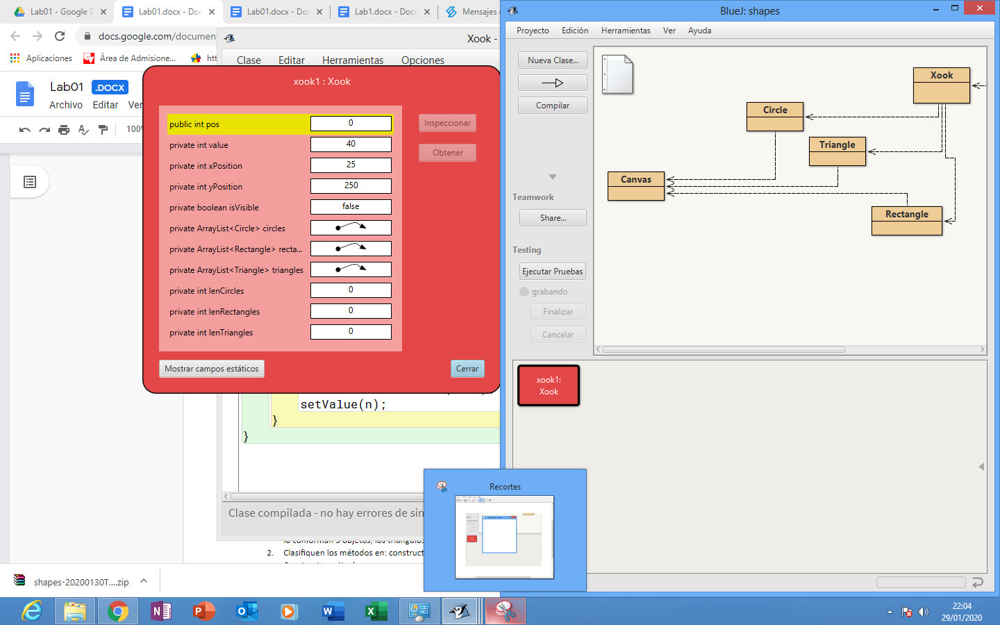 Lab01 - Google D
Lab01.docx - Doc
Lab01.docx - Doc
Lab1.docx - Docu
Mensajes
docs.google.com/document
Aplicaciones
Área de Admisione...
Lab01 .DOCX
Archivo Editar Ver
100%
Xook -
Clase Editar Herramientas Opciones
xook1 : Xook
public int pos 0
private int value 40
private int xPosition 25
private int yPosition 250
private boolean isVisible false
private ArrayList<Circle> circles
private ArrayList<Rectangle> recta...
private ArrayList<Triangle> triangles
private int lenCircles 0
private int lenRectangles 0
private int lenTriangles 0
Inspeccionar
Obtener
Mostrar campos estáticos
Cerrar
setValue(n);
}
}
Clase compilada - no hay errores de sin
lo conforman 3 objetos, los triangulos
2. Clasifiquen los métodos en: construct
shapes-20200130T....zip
BlueJ: shapes
Proyecto Edición Herramientas Ver Ayuda
Nueva Clase...
Compilar
Teamwork
Share...
Testing
Ejecutar Pruebas
grabando
Finalizar
Cancelar
Xook
Circle
Triangle
Canvas
Rectangle
xook1:
Xook
Recortes
22:04
29/01/2020